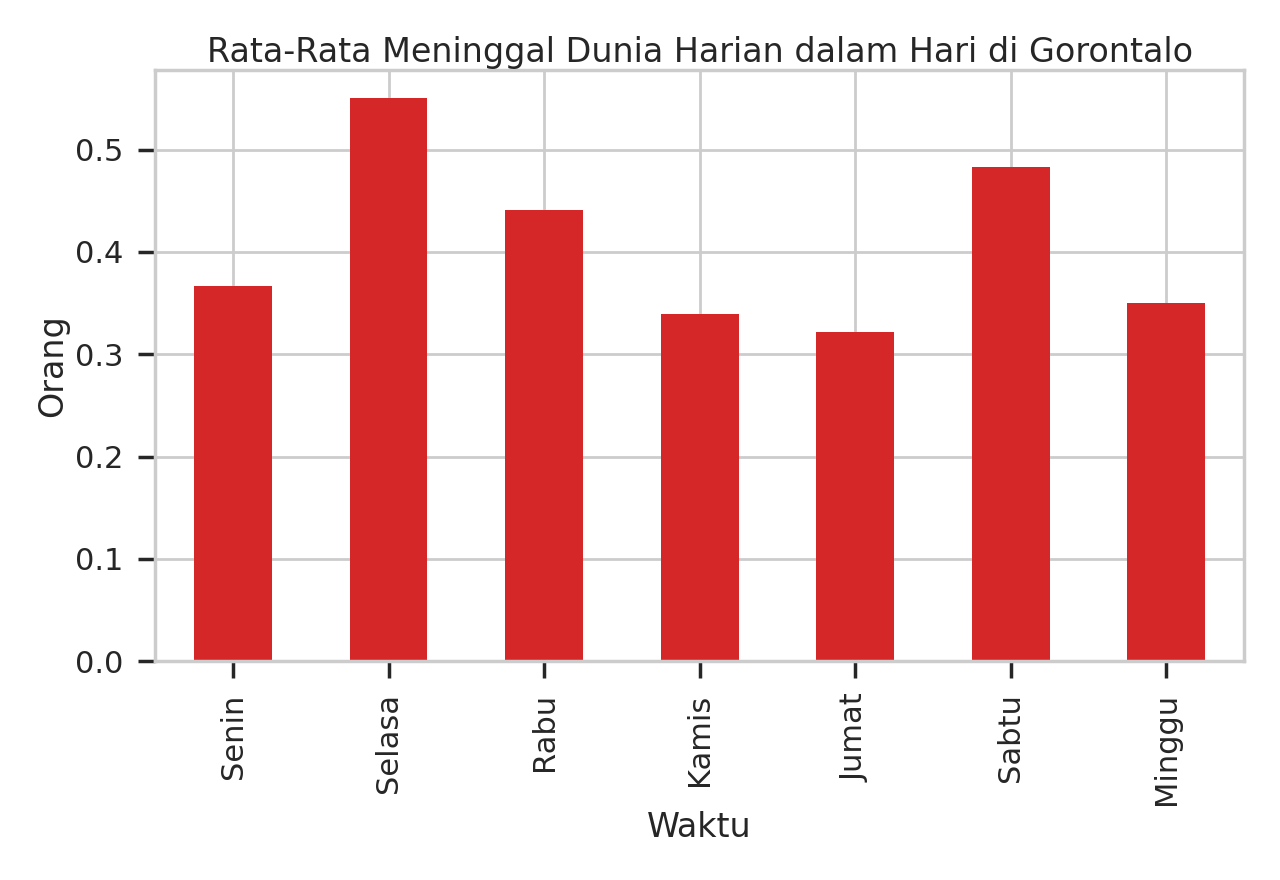 Rata-Rata Meninggal Dunia Harian dalam Hari di Gorontalo
Orang
0.5
0.4
0.3
0.2
0.1
0.0
Senin
Selasa
Rabu
Kamis
Jumat
Sabtu
Minggu
Waktu